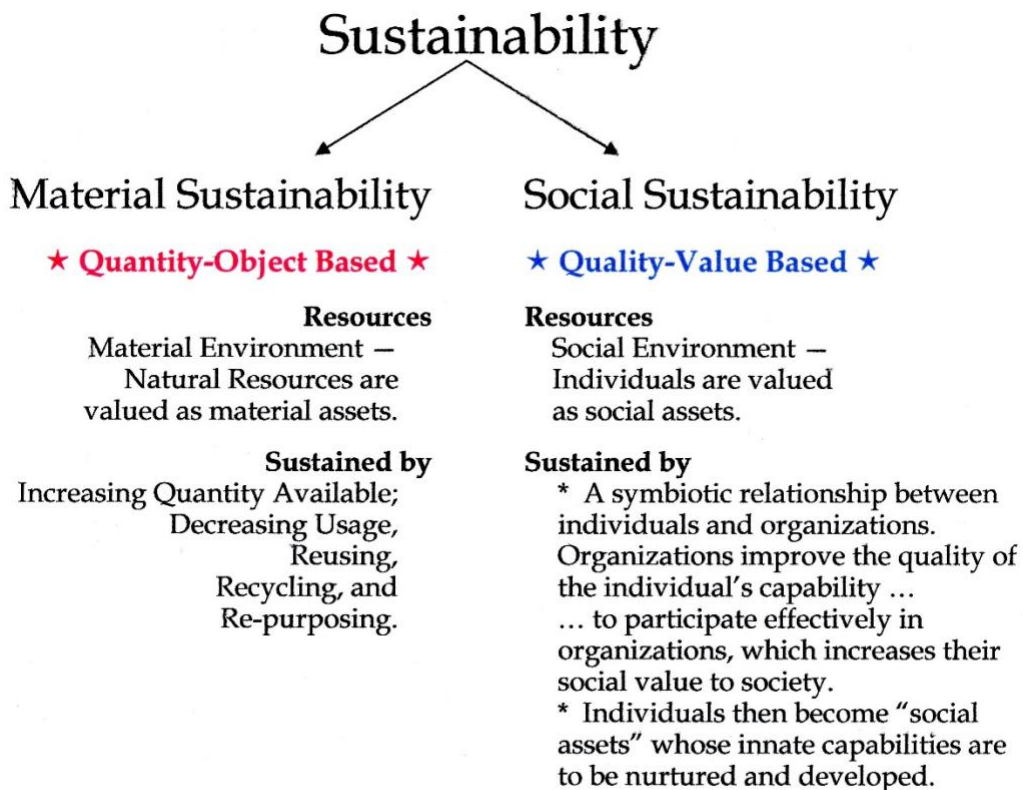 Sustainability
Material Sustainability
★ Quantity-Object Based ★
Resources
Material Environment —
Natural Resources are
valued as material assets.
Sustained by
Increasing Quantity Available;
Decreasing Usage,
Reusing,
Recycling, and
Re-purposing.
Social Sustainability
★ Quality-Value Based ★
Resources
Social Environment —
Individuals are valued
as social assets.
Sustained by
* A symbiotic relationship between
individuals and organizations.
Organizations improve the quality of
the individual's capability ...
... to participate effectively in
organizations, which increases their
social value to society.
* Individuals then become "social
assets" whose innate capabilities are
to be nurtured and developed.